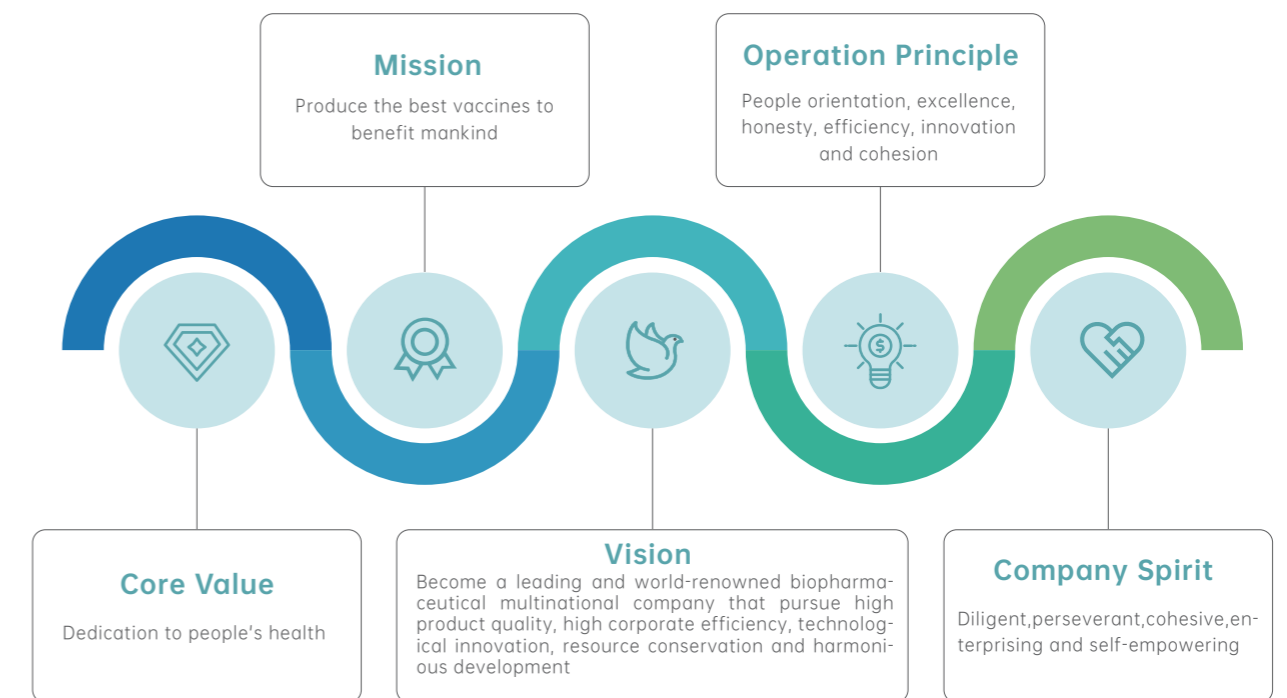 Mission
Produce the best vaccines to
benefit mankind
Operation Principle
People orientation, excellence,
honesty, efficiency, innovation
and cohesion
$
Core Value
Dedication to people's health
Vision
Become a leading and world-renowned biopharma-
ceutical multinational company that pursue high
product quality, high corporate efficiency, technolog-
ical innovation, resource conservation and harmoni-
ous development
Company Spirit
Diligent,perseverant,cohesive,en-
terprising and self-empowering